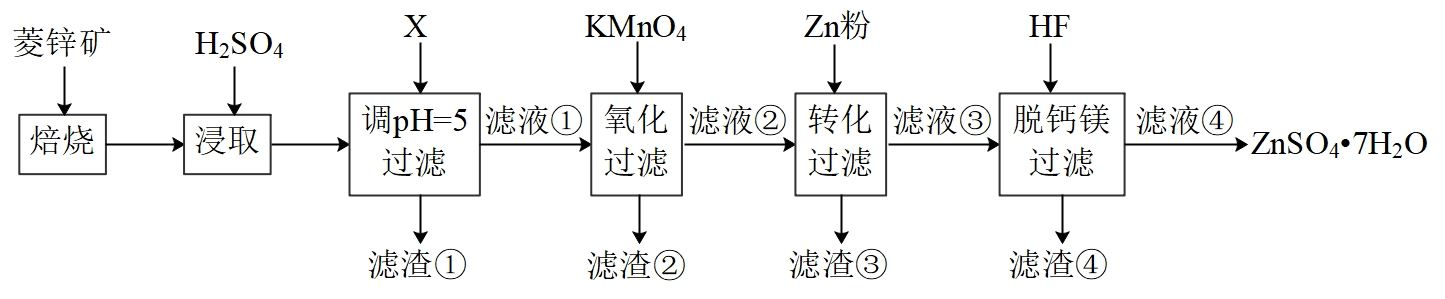 菱锌矿
H₂SO₄
X
KMnO₄
Zn粉
HF
焙烧
浸取
调pH=5
过滤
滤液①
氧化
过滤
滤液②
转化
过滤
滤液③
脱钙镁
过滤
滤液④
ZnSO₄•7H₂O
滤渣①
滤渣②
滤渣③
滤渣④